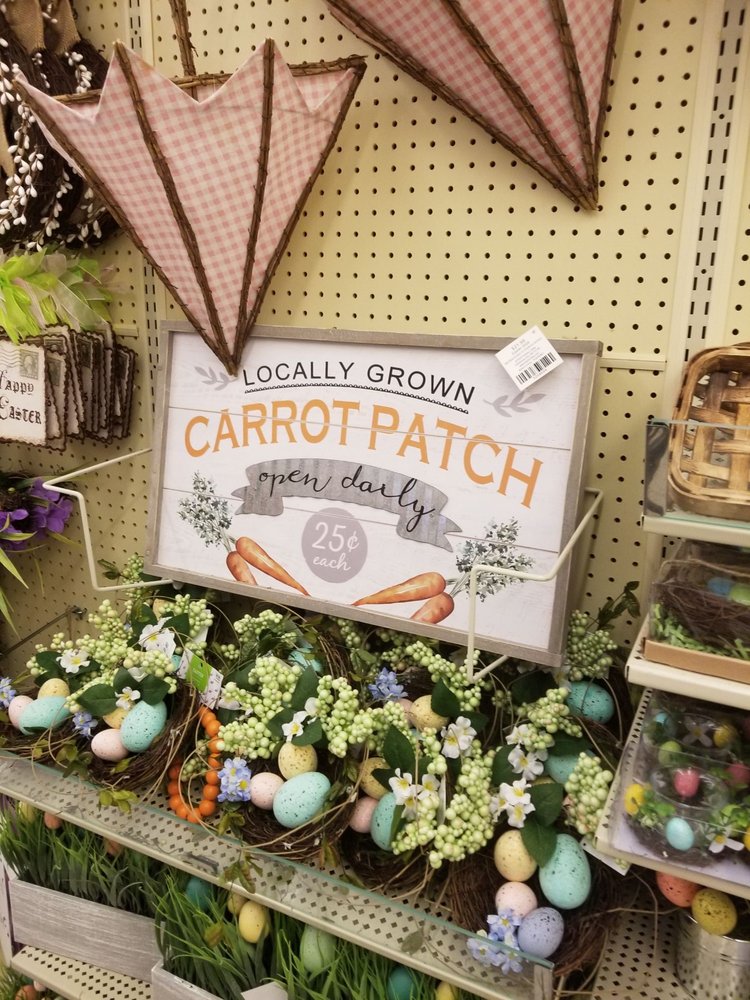 LOCALLY GROWN
CARROT PATCH
open daily
25¢
each
Happy
Easter